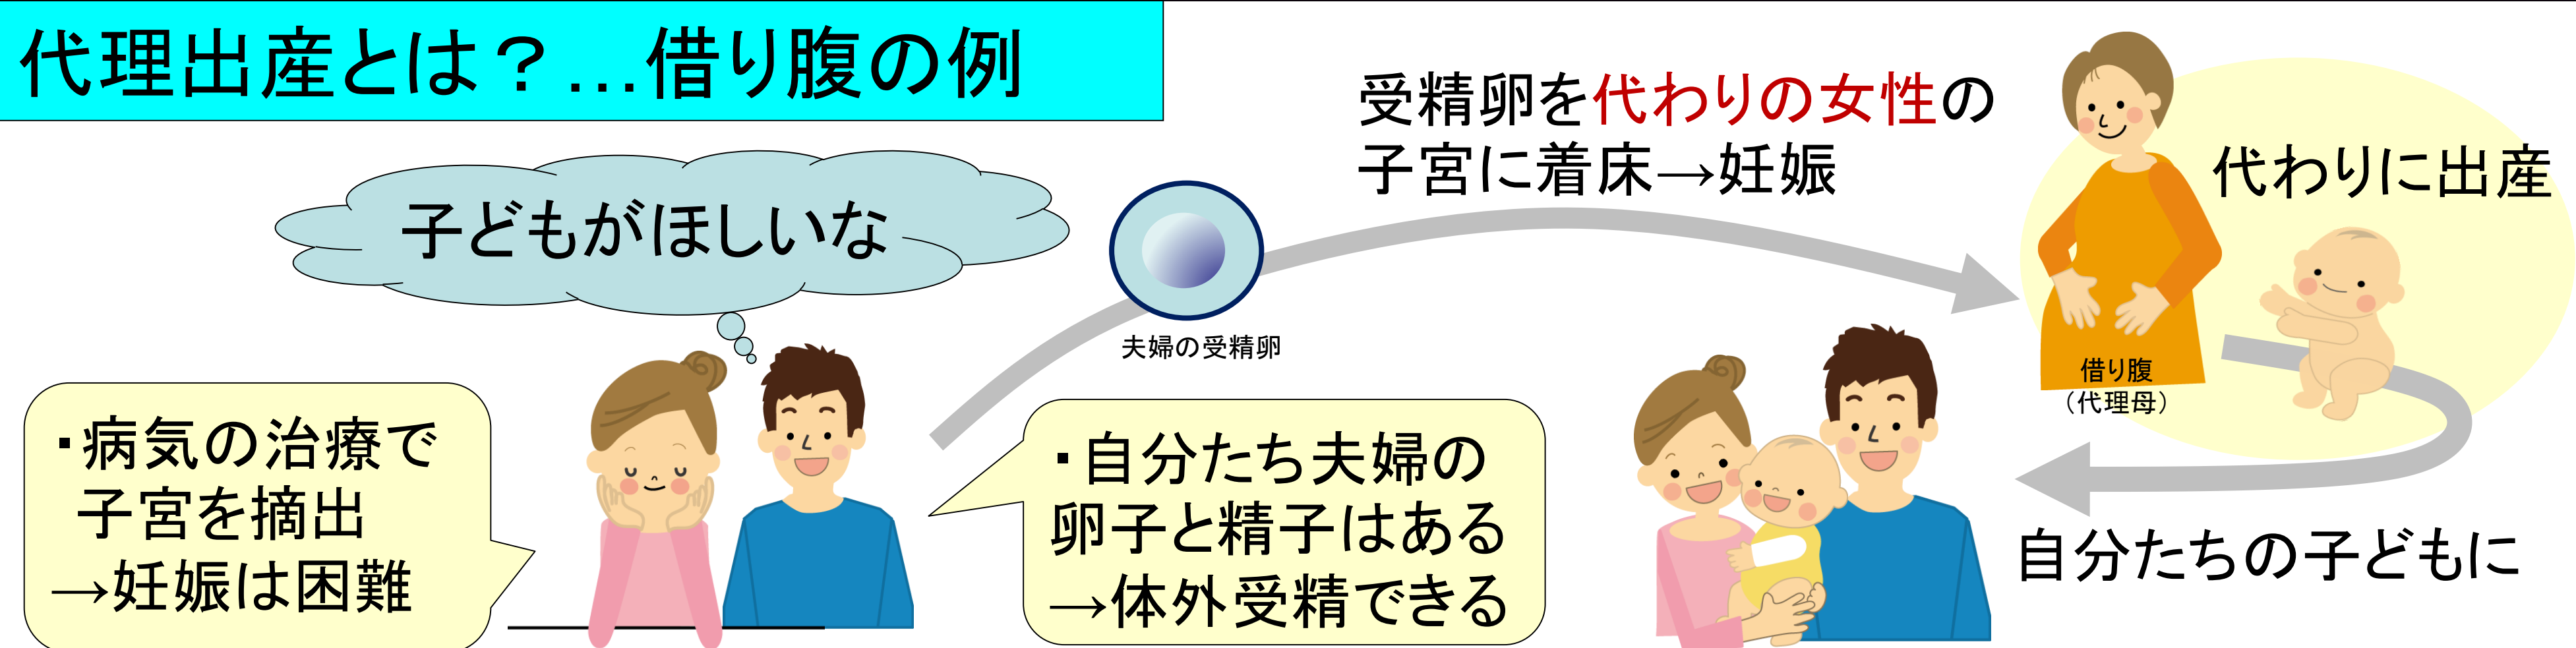 代理出産とは？…借り腹の例
子どもがほしいな
・病気の治療で
子宮を摘出
→妊娠は困難
・自分たち夫婦の
卵子と精子はある
→体外受精できる
夫婦の受精卵
受精卵を代わりの女性の
子宮に着床→妊娠
代わりに出産
借り腹
（代理母）
自分たちの子どもに